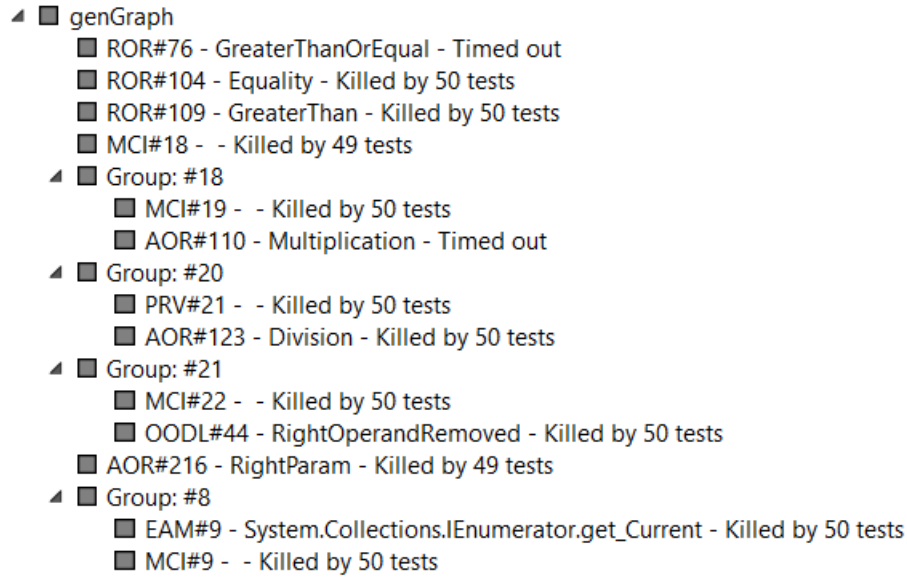 genGraph
ROR#76 - GreaterThanOrEqual - Timed out
ROR#104 - Equality - Killed by 50 tests
ROR#109 - GreaterThan - Killed by 50 tests
MCI#18 -  - Killed by 49 tests
Group: #18
MCI#19 -  - Killed by 50 tests
AOR#110 - Multiplication - Timed out
Group: #20
PRV#21 -  - Killed by 50 tests
AOR#123 - Division - Killed by 50 tests
Group: #21
MCI#22 -  - Killed by 50 tests
OODL#44 - RightOperandRemoved - Killed by 50 tests
AOR#216 - RightParam - Killed by 49 tests
Group: #8
EAM#9 - System.Collections.IEnumerator.get_Current - Killed by 50 tests
MCI#9 -  - Killed by 50 tests